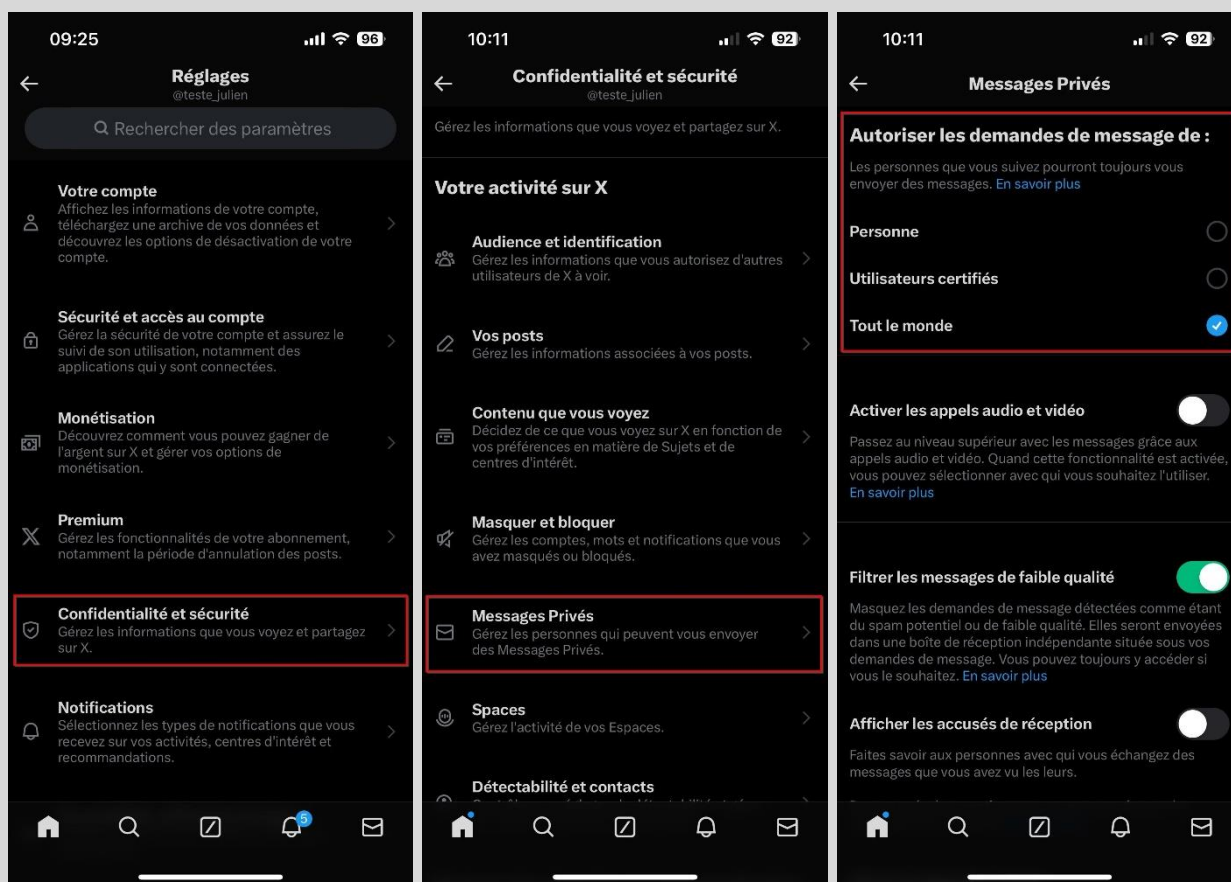 09:25
96
Réglages
@teste_julien
Rechercher des paramètres
Votre compte
Affichez les informations de votre compte,
téléchargez une archive de vos données et
découvrez les options de désactivation de votre
compte.
Sécurité et accès au compte
Gérez la sécurité de votre compte et assurez le
suivi de son utilisation, notamment des
applications qui y sont connectées.
Monétisation
Découvrez comment vous pouvez gagner de
l'argent sur X et gérer vos options de
monétisation.
Premium
Gérez les fonctionnalités de votre abonnement,
notamment la période d'annulation des posts.
Confidentialité et sécurité
Gérez les informations que vous voyez et partagez
sur X.
Notifications
Sélectionnez les types de notifications que vous
recevez sur vos activités, centres d'intérêt et
recommandations.
5
10:11
92
Confidentialité et sécurité
@teste_julien
Gérez les informations que vous voyez et partagez sur X.
Votre activité sur X
Audience et identification
Gérez les informations que vous autorisez d'autres
utilisateurs de X à voir.
Vos posts
Gérez les informations associées à vos posts.
Contenu que vous voyez
Décidez de ce que vous voyez sur X en fonction de
vos préférences en matière de Sujets et de
centres d'intérêt.
Masquer et bloquer
Gérez les comptes, mots et notifications que vous
avez masqués ou bloqués.
Messages Privés
Gérez les personnes qui peuvent vous envoyer
des Messages Privés.
Spaces
Gérez l'activité de vos Espaces.
Détectabilité et contacts
10:11
92
Messages Privés
Autoriser les demandes de message de :
Les personnes que vous suivez pourront toujours vous
envoyer des messages. En savoir plus
Personne
Utilisateurs certifiés
Tout le monde
Activer les appels audio et vidéo
Passez au niveau supérieur avec les messages grâce aux
appels audio et vidéo. Quand cette fonctionnalité est activée,
vous pouvez sélectionner avec qui vous souhaitez l'utiliser.
En savoir plus
Filtrer les messages de faible qualité
Masquez les demandes de message détectées comme étant
du spam potentiel ou de faible qualité. Elles seront envoyées
dans une boîte de réception indépendante située sous vos
demandes de message. Vous pouvez toujours y accéder si
vous le souhaitez. En savoir plus
Afficher les accusés de réception
Faites savoir aux personnes avec qui vous échangez des
messages que vous avez vu les leurs.